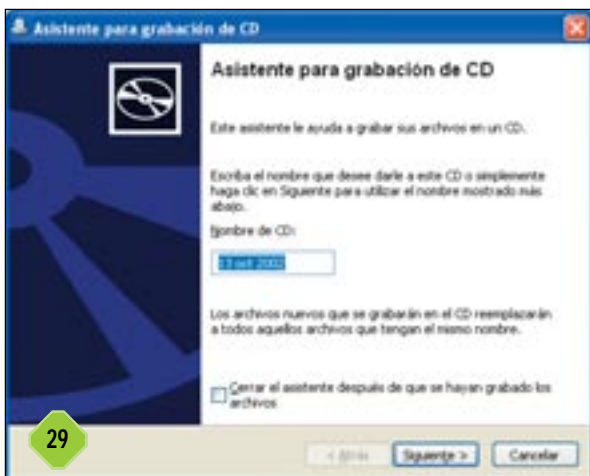 Asistente para grabación de CD
Asistente para grabación de CD
Este asistente le ayuda a grabar sus archivos en un CD.
Escriba el nombre que desee darle a este CD o simplemente
haga clic en Siguiente para utilizar el nombre mostrado más
abajo.
Nombre de CD:
13 oct 2002
Los archivos nuevos que se grabarán en el CD reemplazarán
a todos aquellos archivos que tengan el mismo nombre.
Cerrar el asistente después de que se hayan grabado los
archivos
29
< Atrás
Siguiente >
Cancelar